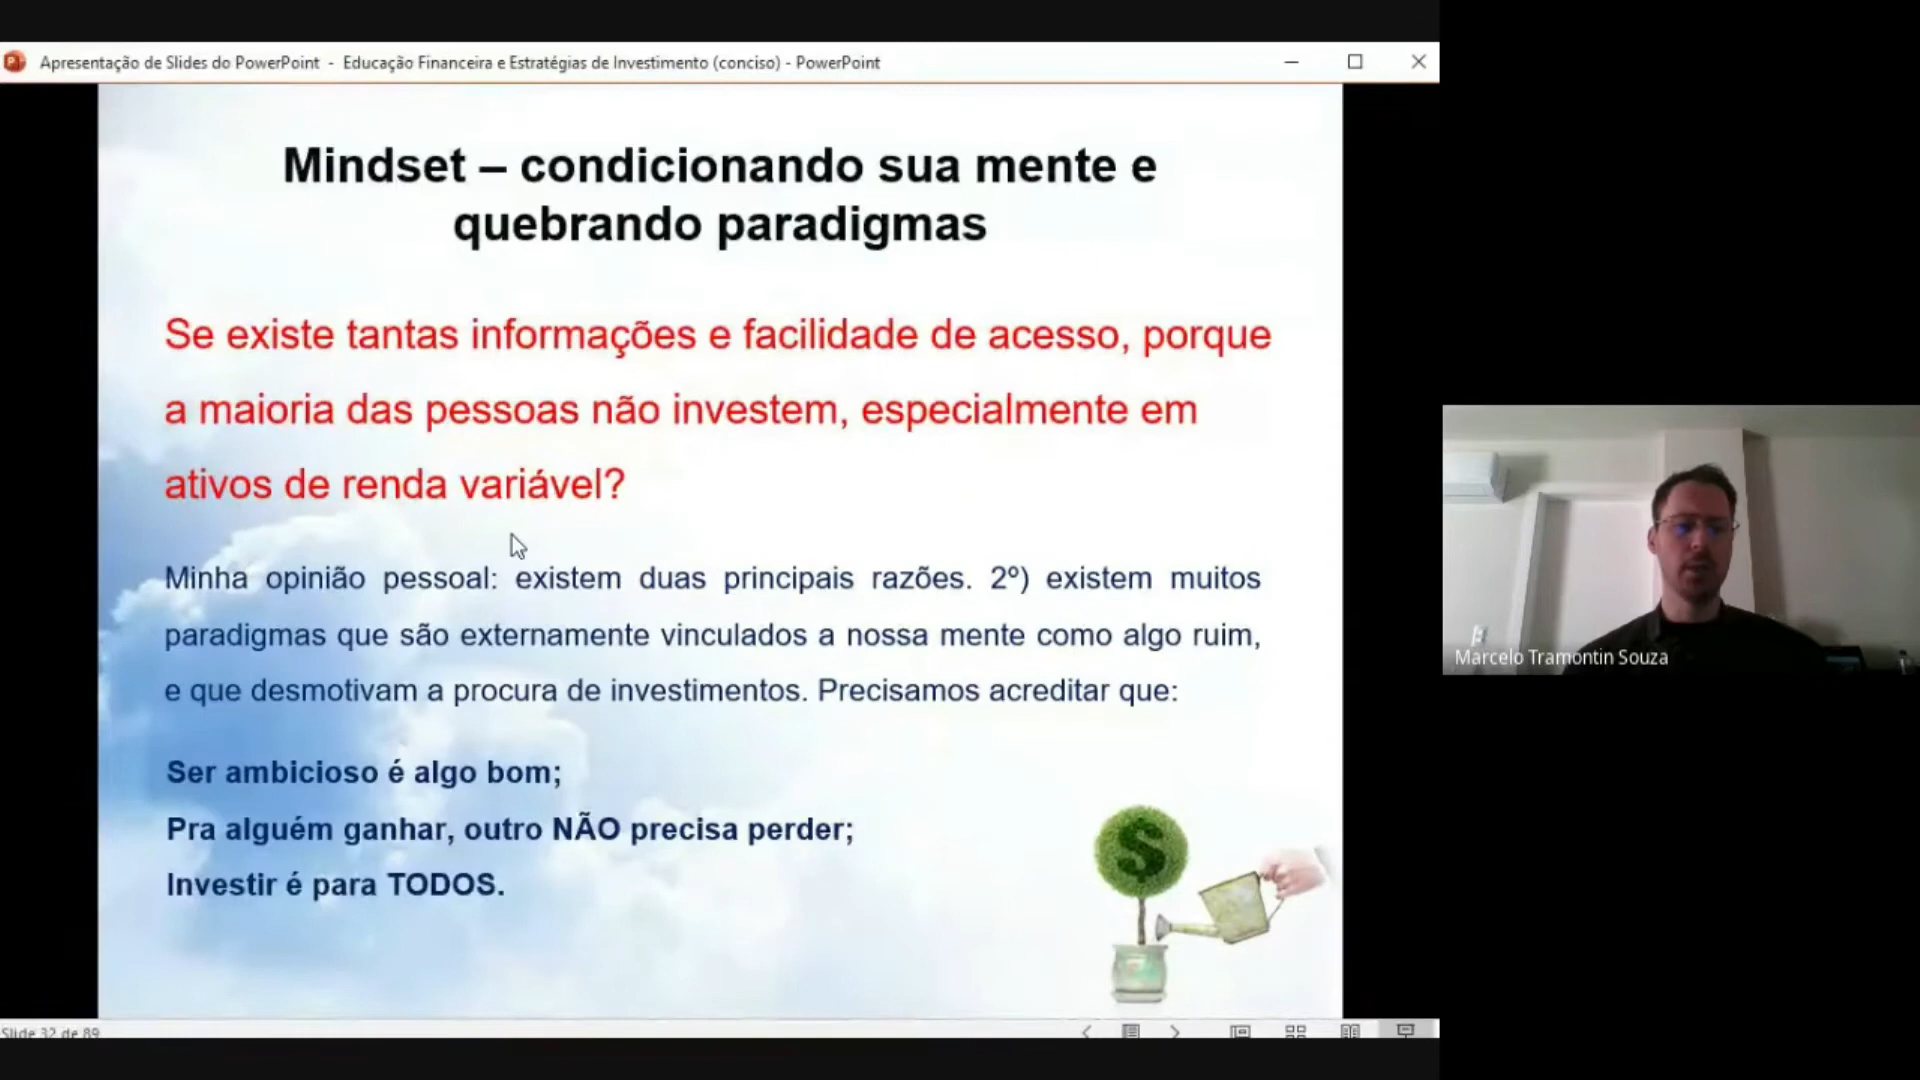 Apresentação de Slides do PowerPoint - Educação Financeira e Estratégias de Investimento (conciso) - PowerPoint
Mindset – condicionando sua mente e
quebrando paradigmas
Se existe tantas informações e facilidade de acesso, porque
a maioria das pessoas não investem, especialmente em
ativos de renda variável?
Minha opinião pessoal: existem duas principais razões. 2º) existem muitos
paradigmas que são externamente vinculados a nossa mente como algo ruim,
e que desmotivam a procura de investimentos. Precisamos acreditar que:
Ser ambicioso é algo bom;
Pra alguém ganhar, outro NÃO precisa perder;
Investir é para TODOS.
$
Marcelo Tramontin Souza
Slide 32 de 89